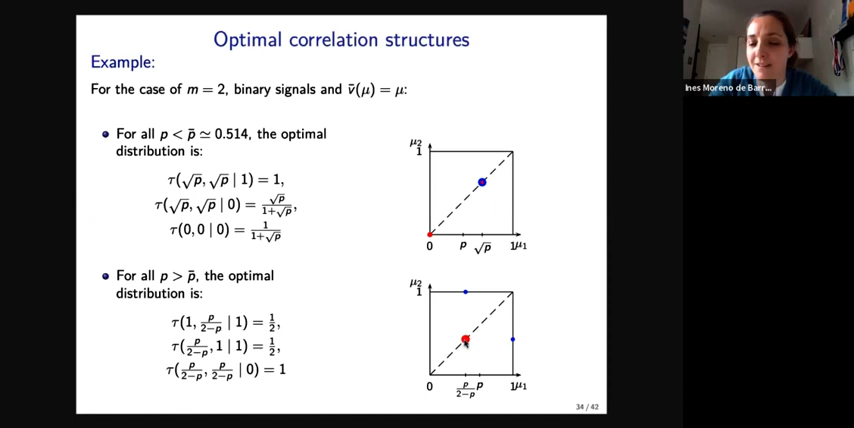 Optimal correlation structures
Example:
For the case of m = 2, binary signals and v̄(μ) = μ:
• For all p < p̄ ≃ 0.514, the optimal
distribution is:
τ(√p, √p | 1) = 1,
τ(√p, √p | 0) = √p/(1+√p),
τ(0, 0 | 0) = 1/(1+√p)
μ2
1
0 p √p 1 μ1
• For all p > p̄, the optimal
distribution is:
τ(1, p/(2−p) | 1) = 1/2,
τ(p/(2−p), 1 | 1) = 1/2,
τ(p/(2−p), p/(2−p) | 0) = 1
μ2
1
0 p/(2−p) p 1 μ1
34 / 42
Ines Moreno de Barr...